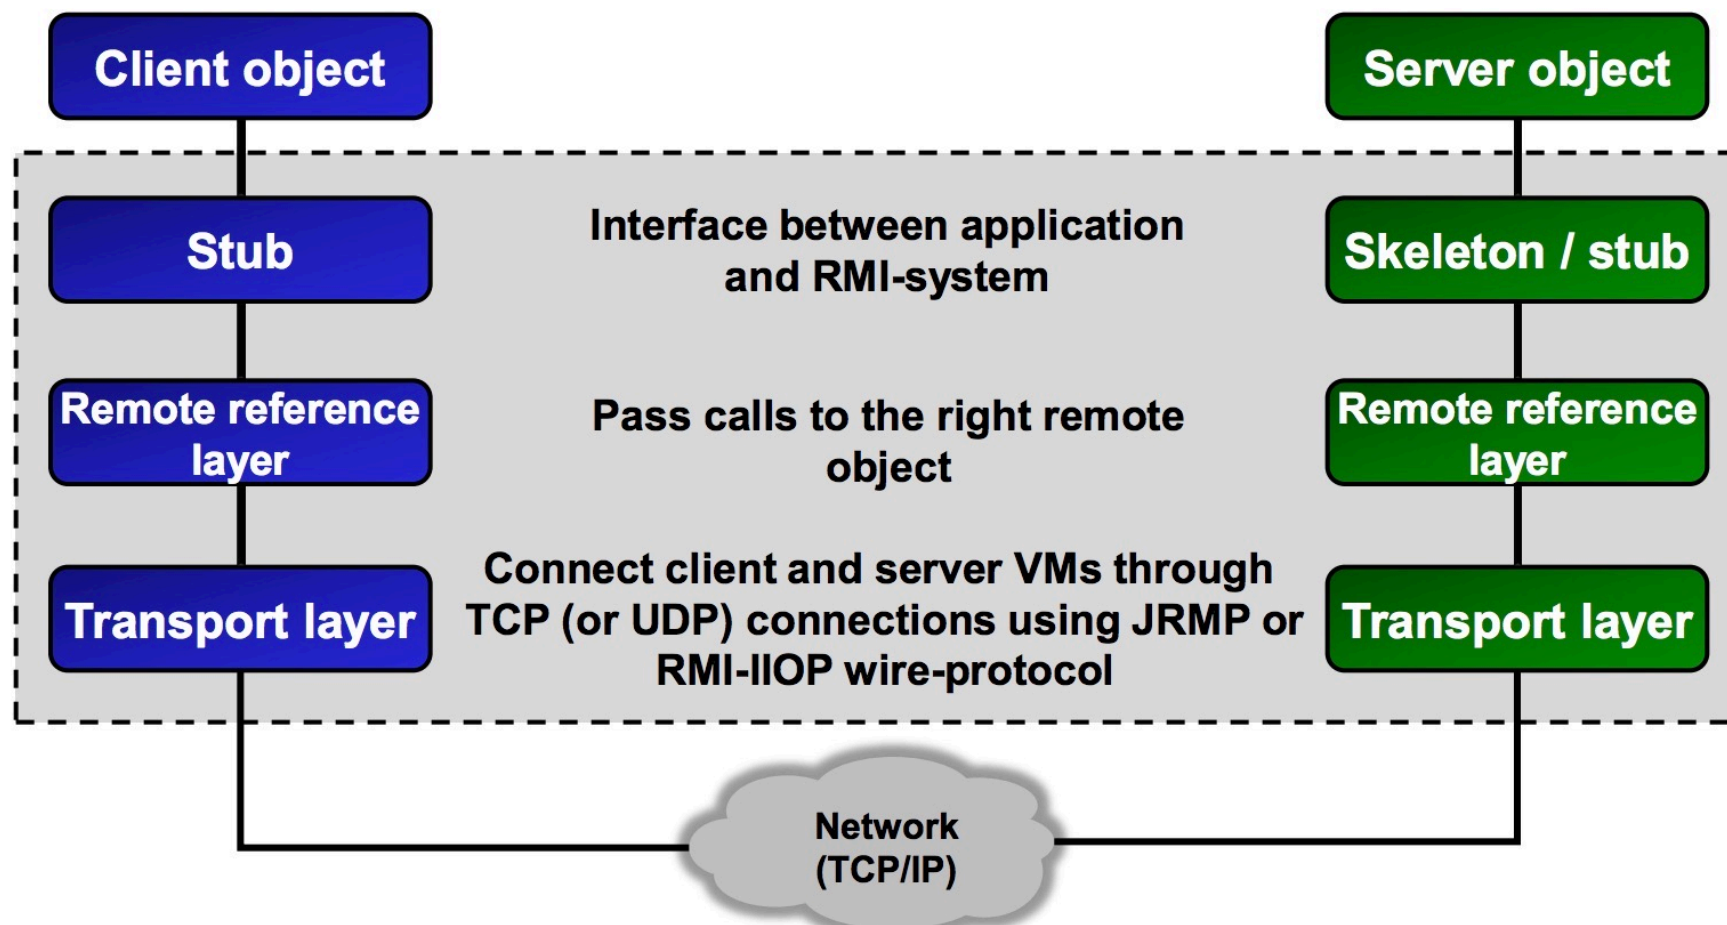 Client object
Server object
Stub
Interface between application
and RMI-system
Skeleton / stub
Remote reference
layer
Pass calls to the right remote
object
Remote reference
layer
Transport layer
Connect client and server VMs through
TCP (or UDP) connections using JRMP or
RMI-IIOP wire-protocol
Transport layer
Network
(TCP/IP)